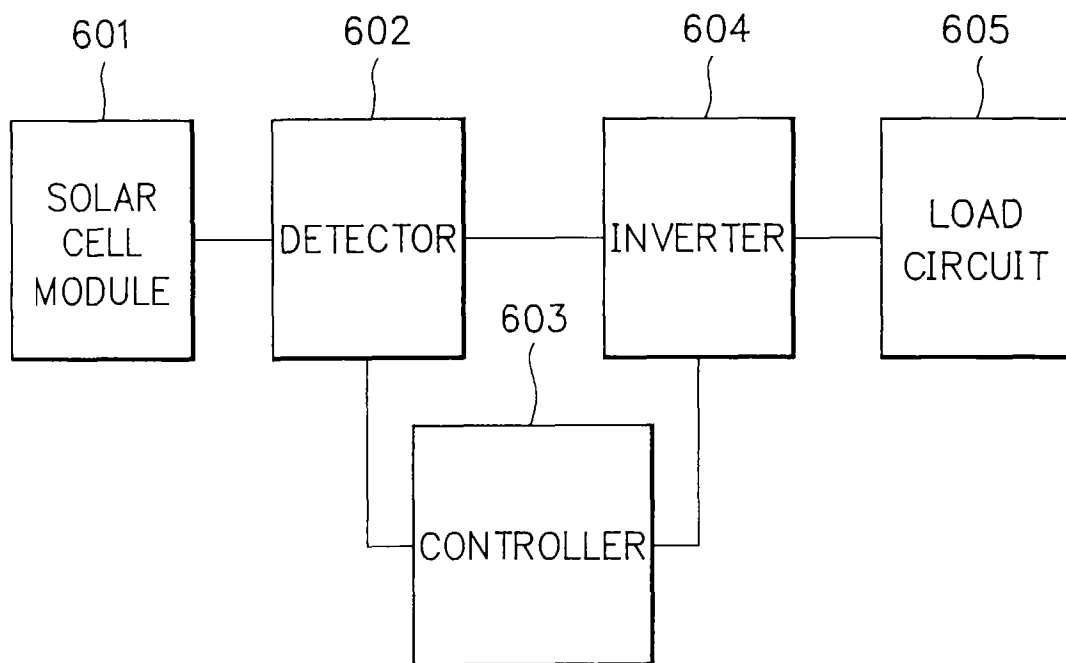 601
602
604
605
SOLAR
CELL
MODULE
DETECTOR
INVERTER
LOAD
CIRCUIT
603
CONTROLLER